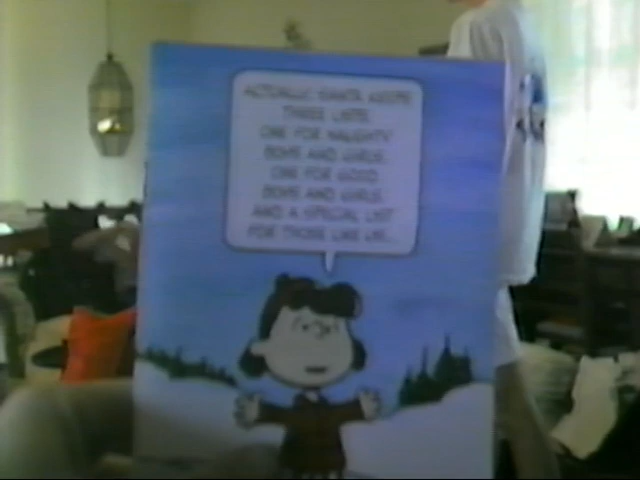 ACTUALLY, SANTA KEEPS
THREE LISTS.
ONE FOR NAUGHTY
BOYS AND GIRLS.
ONE FOR GOOD
BOYS AND GIRLS.
AND A SPECIAL LIST
FOR THOSE LIKE US...